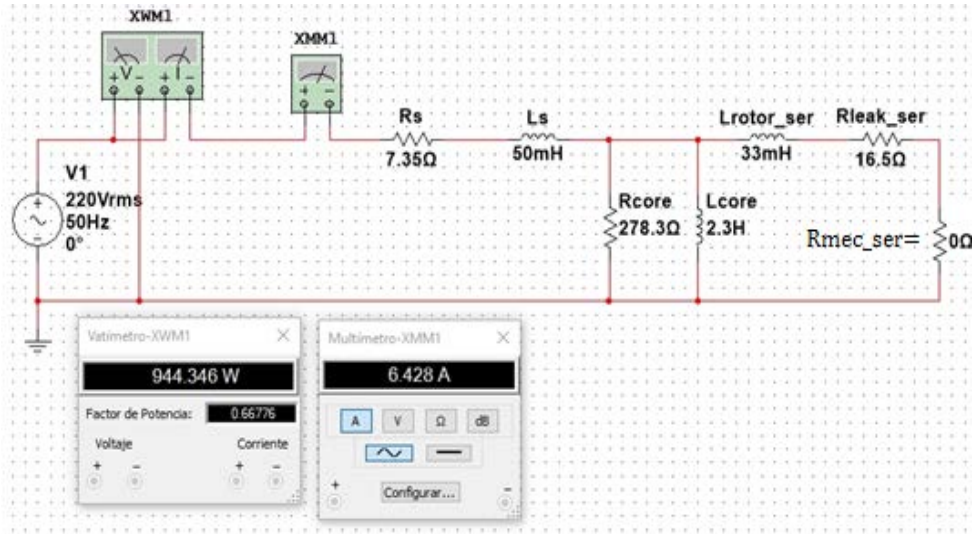 XWM1
XMM1
V
I
+ - + -
+ -
Rs
7.35Ω
Ls
50mH
Lrotor_ser
33mH
Rleak_ser
16.5Ω
V1
220Vrms
50Hz
0°
Rcore
278.3Ω
Lcore
2.3H
Rmec_ser=
0Ω
Vatímetro-XWM1
944.346 W
Factor de Potencia:
0.66776
Voltaje
Corriente
+ - + -
Multímetro-XMM1
6.428 A
A V Ω dB
Configurar...
+ -